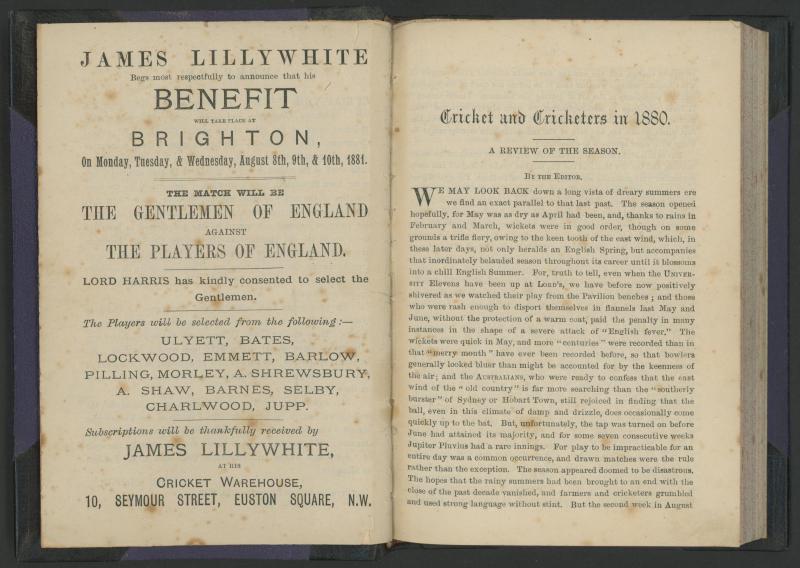 JAMES LILLYWHITE
Begs most respectfully to announce that his
BENEFIT
WILL TAKE PLACE AT
BRIGHTON,
On Monday, Tuesday, & Wednesday, August 8th, 9th, & 10th, 1881.
THE MATCH WILL BE
THE GENTLEMEN OF ENGLAND
AGAINST
THE PLAYERS OF ENGLAND.
LORD HARRIS has kindly consented to select the
Gentlemen.
The Players will be selected from the following:—
ULYETT, BATES,
LOCKWOOD, EMMETT, BARLOW,
PILLING, MORLEY, A. SHREWSBURY,
A. SHAW, BARNES, SELBY,
CHARLWOOD, JUPP.
Subscriptions will be thankfully received by
JAMES LILLYWHITE,
AT HIS
CRICKET WAREHOUSE,
10, SEYMOUR STREET, EUSTON SQUARE, N.W.
Cricket and Cricketers in 1880.
A REVIEW OF THE SEASON.
BY THE EDITOR.
WE MAY LOOK BACK down a long vista of dreary summers ere
we find an exact parallel to that last past. The season opened
hopefully, for May was as dry as April had been, and, thanks to rains in
February and March, wickets were in good order, though on some
grounds a trifle fiery, owing to the keen tooth of the east wind, which, in
these later days, not only heralds an English Spring, but accompanies
that inordinately belauded season throughout its career until it blossoms
into a chill English Summer. For, truth to tell, even when the UNIVER-
SITY Elevens have been up at LORD'S, we have before now positively
shivered as we watched their play from the Pavilion benches; and those
who were rash enough to disport themselves in flannels last May and
June, without the protection of a warm coat, paid the penalty in many
instances in the shape of a severe attack of "English fever." The
wickets were quick in May, and more "centuries" were recorded than in
that "merry month" have ever been recorded before, so that bowlers
generally looked bluer than might be accounted for by the keenness of
the air; and the AUSTRALIANS, who were ready to confess that the east
wind of the "old country" is far more searching than the "southerly
burster" of Sydney or Hobart Town, still rejoiced in finding that the
ball, even in this climate of damp and drizzle, does occasionally come
quickly up to the bat. But, unfortunately, the tap was turned on before
June had attained its majority, and for some seven consecutive weeks
Jupiter Pluvius had a rare innings. For play to be impracticable for an
entire day was a common occurrence, and drawn matches were the rule
rather than the exception. The season appeared doomed to be disastrous.
The hopes that the rainy summers had been brought to an end with the
close of the past decade vanished, and farmers and cricketers grumbled
and used strong language without stint. But the second week in August